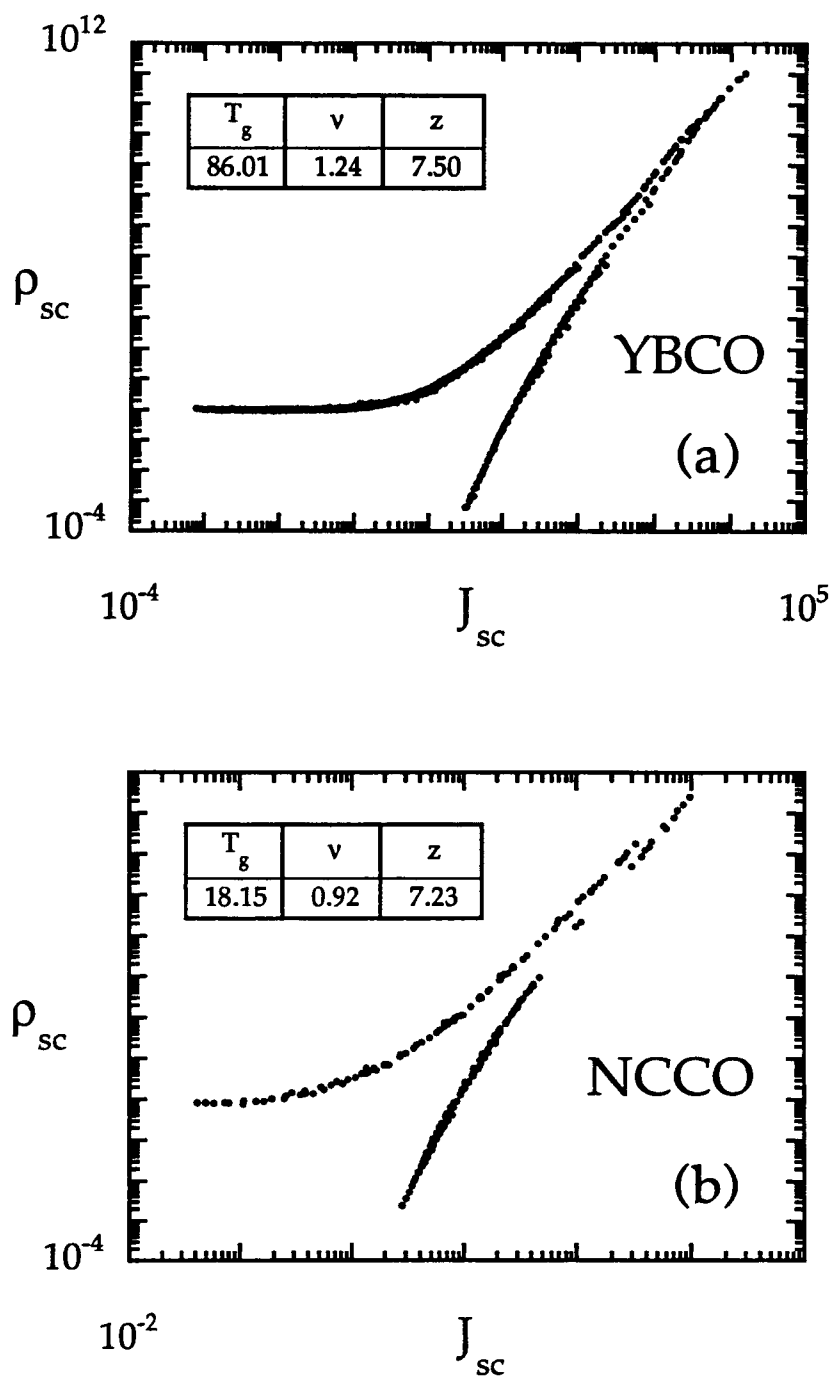 10^12
T_g ν z
86.01 1.24 7.50
ρ_sc
YBCO
(a)
10^-4
10^-4 J_sc 10^5
T_g ν z
18.15 0.92 7.23
ρ_sc
NCCO
(b)
10^-4
10^-2 J_sc